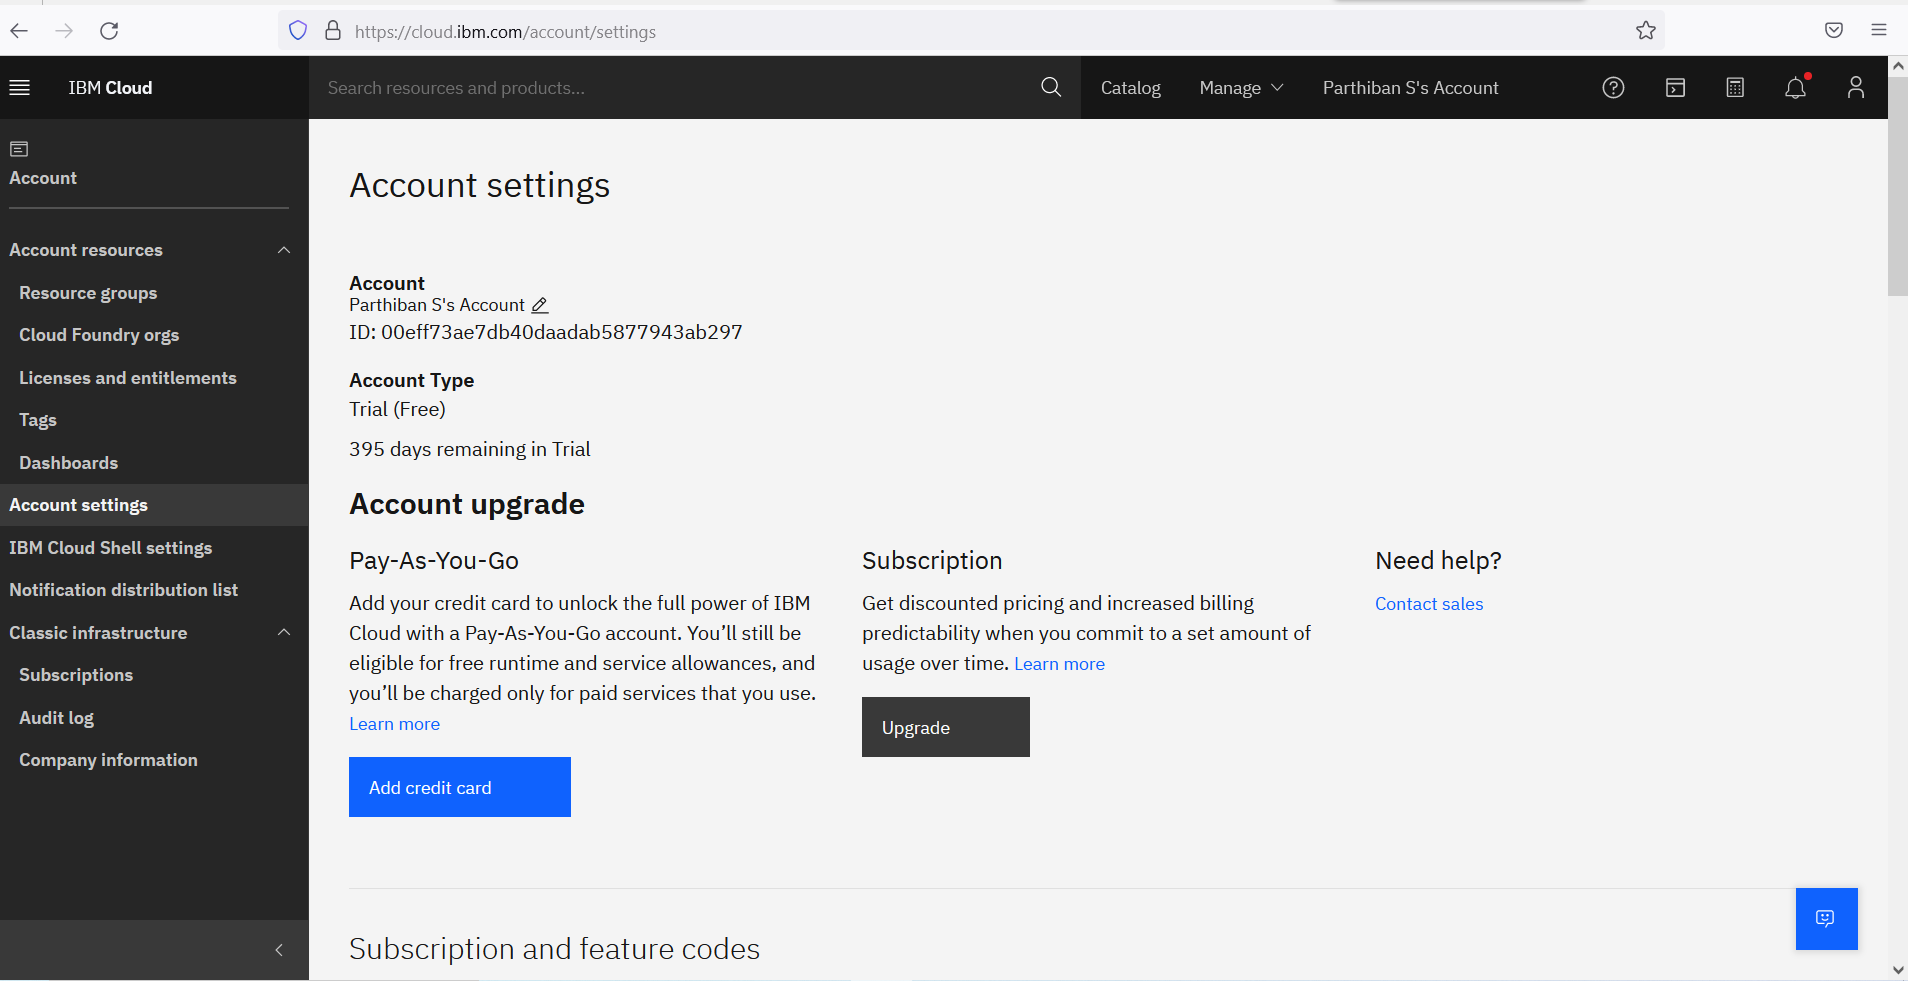 https://cloud.ibm.com/account/settings
IBM Cloud
Search resources and products...
Catalog
Manage
Parthiban S's Account
Account
Account resources
Resource groups
Cloud Foundry orgs
Licenses and entitlements
Tags
Dashboards
Account settings
IBM Cloud Shell settings
Notification distribution list
Classic infrastructure
Subscriptions
Audit log
Company information
Account settings
Account
Parthiban S's Account
ID: 00eff73ae7db40daadab5877943ab297
Account Type
Trial (Free)
395 days remaining in Trial
Account upgrade
Pay-As-You-Go
Add your credit card to unlock the full power of IBM
Cloud with a Pay-As-You-Go account. You’ll still be
eligible for free runtime and service allowances, and
you’ll be charged only for paid services that you use.
Learn more
Add credit card
Subscription
Get discounted pricing and increased billing
predictability when you commit to a set amount of
usage over time. Learn more
Upgrade
Need help?
Contact sales
Subscription and feature codes